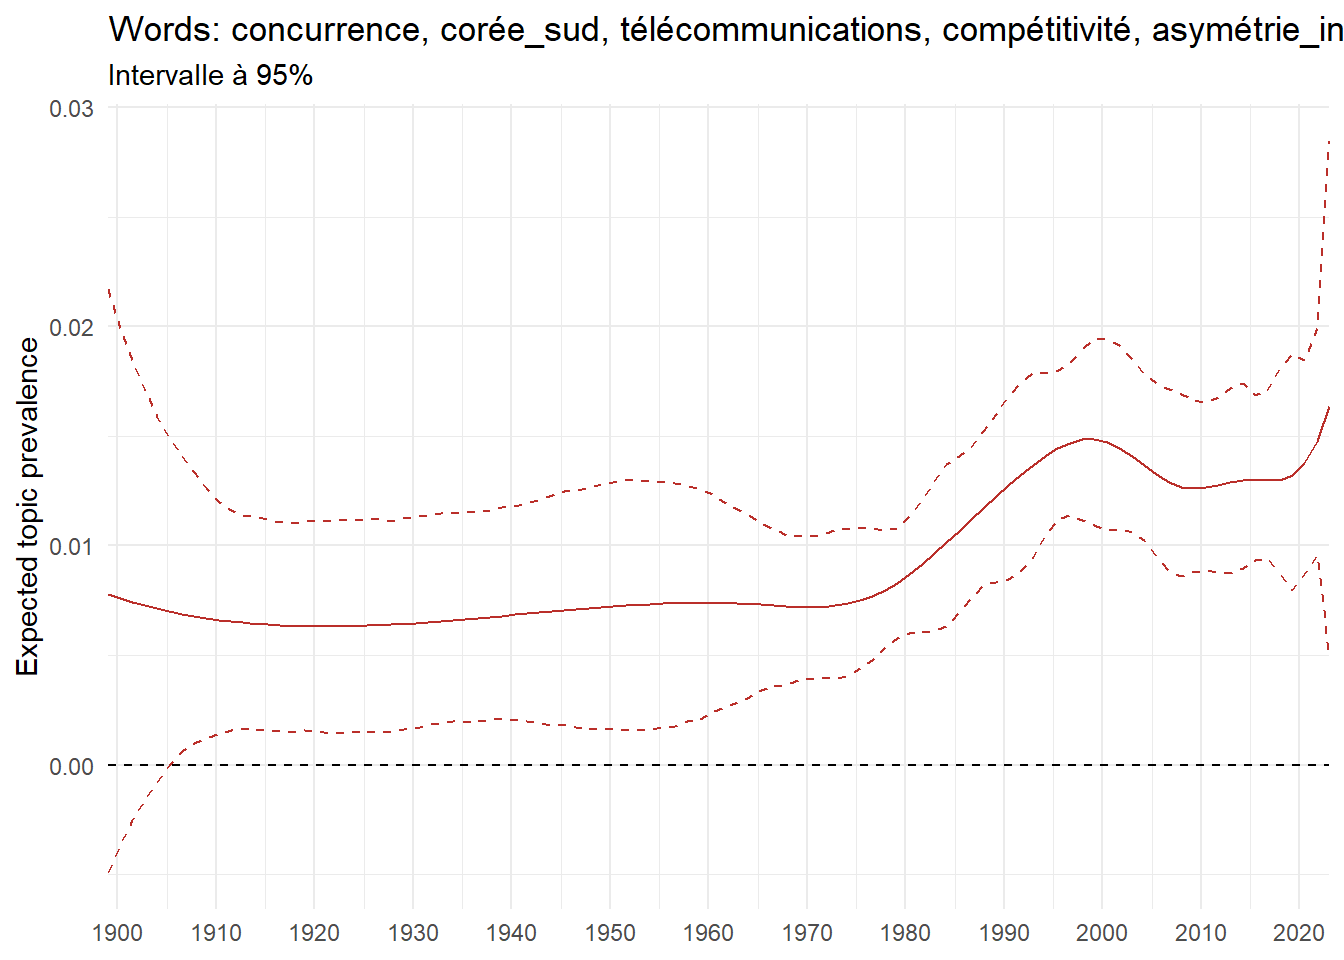 Words: concurrence, corée_sud, télécommunications, compétitivité, asymétrie_in
Intervalle à 95%
Expected topic prevalence
0.03
0.02
0.01
0.00
1900 1910 1920 1930 1940 1950 1960 1970 1980 1990 2000 2010 2020